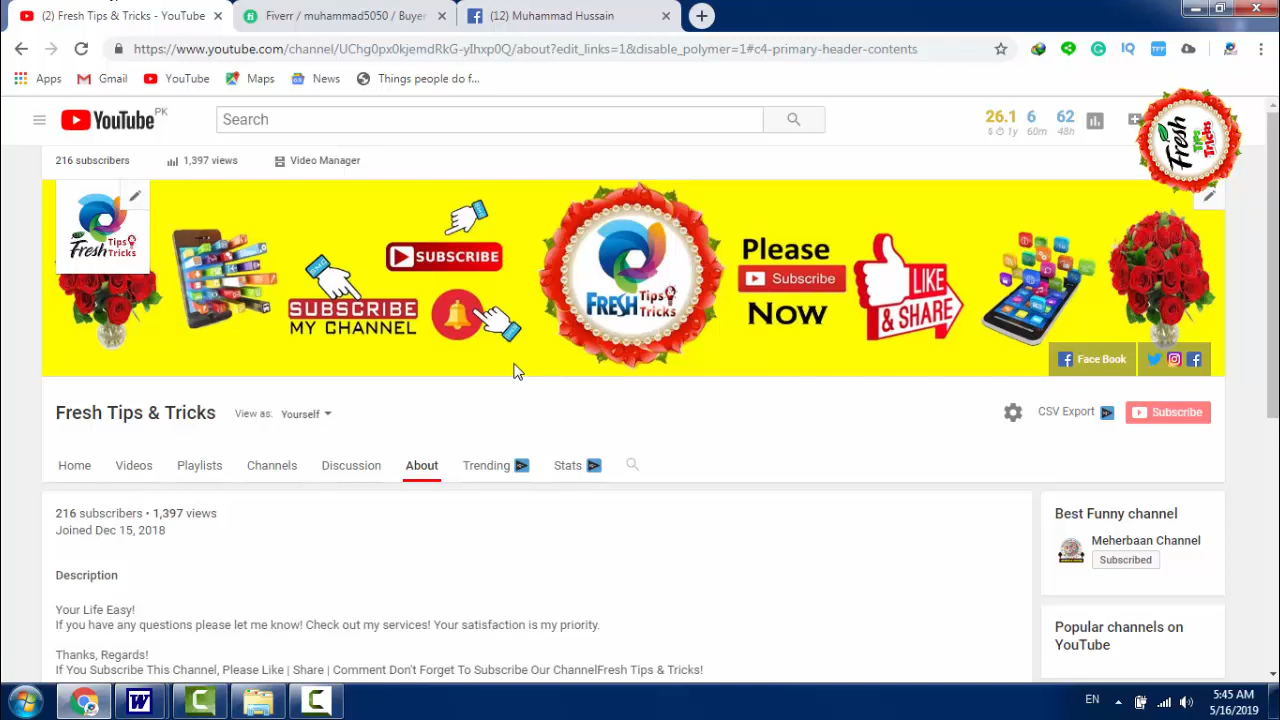 (2) Fresh Tips & Tricks - YouTube
Fiverr / muhammad5050 / Buyer
(12) Muhammad Hussain
https://www.youtube.com/channel/UChg0px0kjemdRkG-yIhxp0Q/about?edit_links=1&disable_polymer=1#c4-primary-header-contents
Apps Gmail YouTube Maps News Things people do f...
YouTube PK
Search
26.1 6 62
$ 1y 60m 48h
Fresh Tips Tricks
216 subscribers 1,397 views Video Manager
Fresh Tips Tricks
SUBSCRIBE
SUBSCRIBE
MY CHANNEL
FRESH Tips Tricks
Please
Subscribe
Now
LIKE
& SHARE
Face Book
Fresh Tips & Tricks View as: Yourself
CSV Export Subscribe
Home Videos Playlists Channels Discussion About Trending Stats
216 subscribers • 1,397 views
Joined Dec 15, 2018
Description
Your Life Easy!
If you have any questions please let me know! Check out my services! Your satisfaction is my priority.
Thanks, Regards!
If You Subscribe This Channel, Please Like | Share | Comment Don't Forget To Subscribe Our ChannelFresh Tips & Tricks!
Best Funny channel
Meherbaan Channel
Subscribed
Popular channels on
YouTube
EN
5:45 AM
5/16/2019